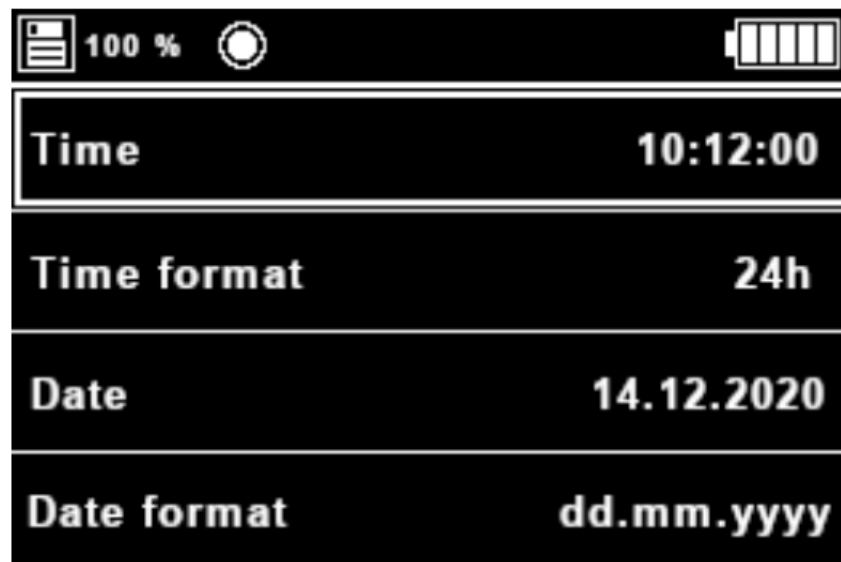 100 %
Time 10:12:00
Time format 24h
Date 14.12.2020
Date format dd.mm.yyyy